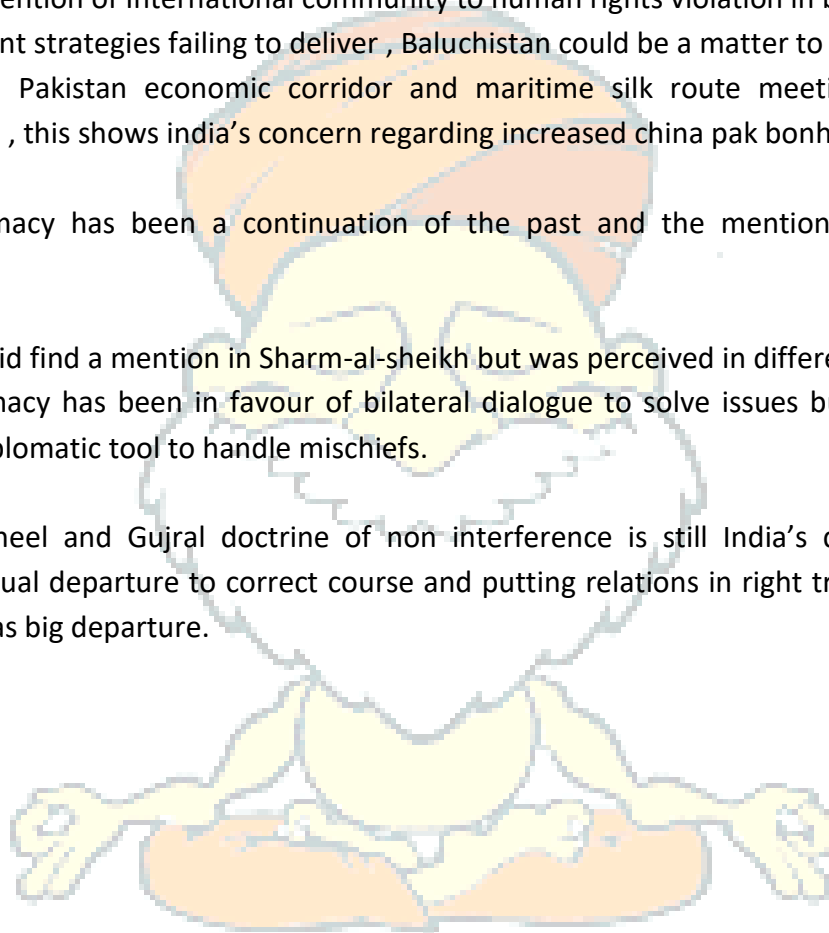 ention of international community to human rights violation in b
nt strategies failing to deliver , Baluchistan could be a matter to
Pakistan economic corridor and maritime silk route meeti
, this shows india's concern regarding increased china pak bonh
macy has been a continuation of the past and the mention
id find a mention in Sharm-al-sheikh but was perceived in differe
macy has been in favour of bilateral dialogue to solve issues bu
plomatic tool to handle mischiefs.
heel and Gujral doctrine of non interference is still India's
ual departure to correct course and putting relations in right tr
as big departure.